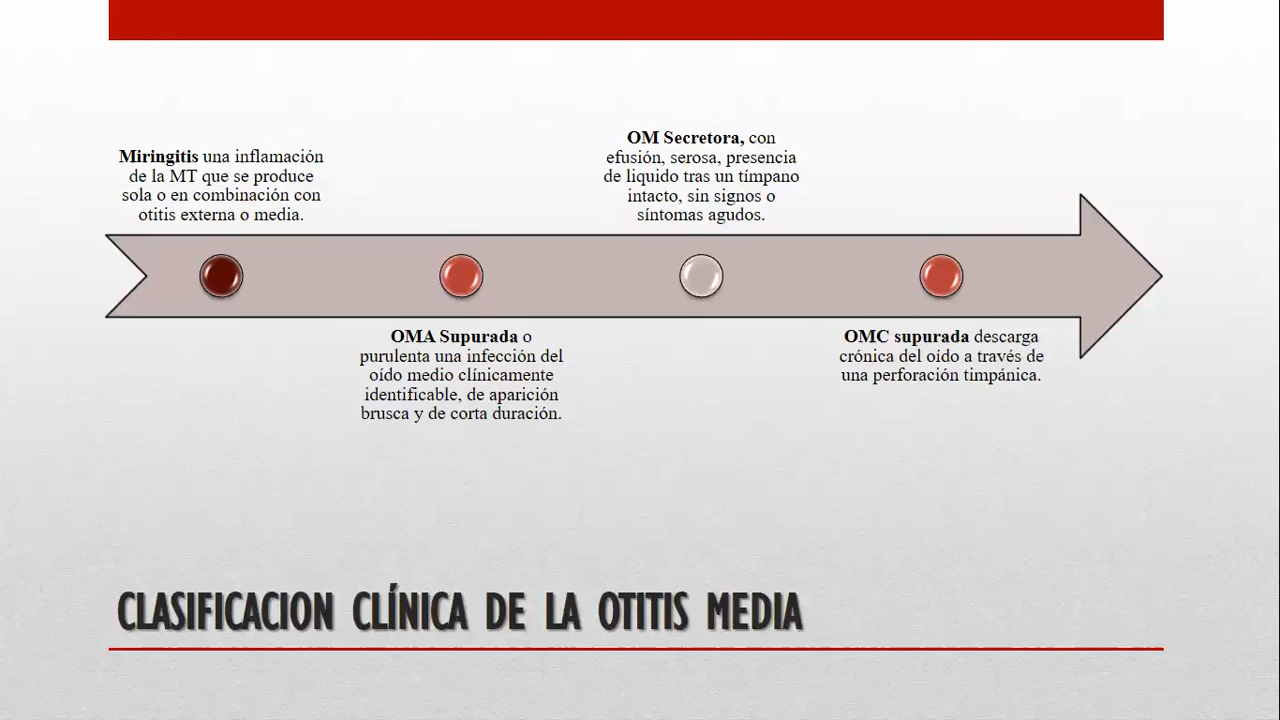 Miringitis una inflamación
de la MT que se produce
sola o en combinación con
otitis externa o media.
OMA Supurada o
purulenta una infección del
oído medio clínicamente
identificable, de aparición
brusca y de corta duración.
OM Secretora, con
efusión, serosa, presencia
de liquido tras un tímpano
intacto, sin signos o
síntomas agudos.
OMC supurada descarga
crónica del oído a través de
una perforación timpánica.
CLASIFICACION CLÍNICA DE LA OTITIS MEDIA